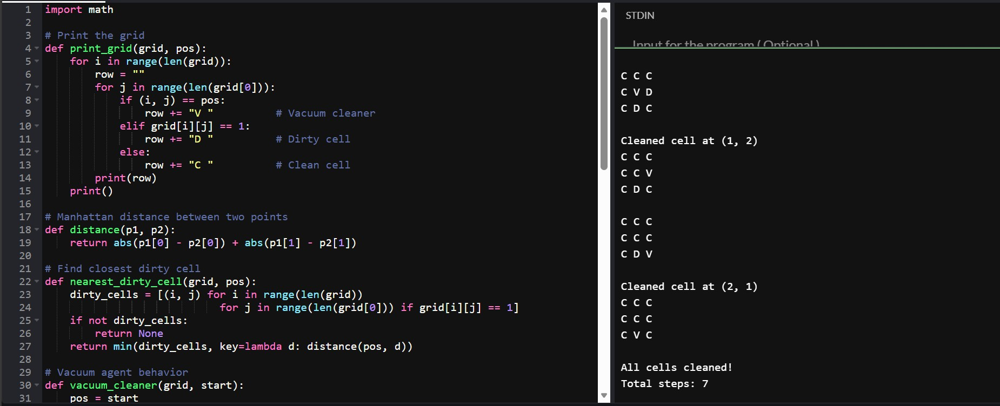 1 import math
2
3 # Print the grid
4 def print_grid(grid, pos):
5     for i in range(len(grid)):
6         row = ""
7         for j in range(len(grid[0])):
8             if (i, j) == pos:
9                 row += "V "          # Vacuum cleaner
10             elif grid[i][j] == 1:
11                 row += "D "          # Dirty cell
12             else:
13                 row += "C "          # Clean cell
14         print(row)
15     print()
16
17 # Manhattan distance between two points
18 def distance(p1, p2):
19     return abs(p1[0] - p2[0]) + abs(p1[1] - p2[1])
20
21 # Find closest dirty cell
22 def nearest_dirty_cell(grid, pos):
23     dirty_cells = [(i, j) for i in range(len(grid))
24                             for j in range(len(grid[0])) if grid[i][j] == 1]
25     if not dirty_cells:
26         return None
27     return min(dirty_cells, key=lambda d: distance(pos, d))
28
29 # Vacuum agent behavior
30 def vacuum_cleaner(grid, start):
31     pos = start
STDIN
Input for the program ( Optional )
C C C
C V D
C D C
Cleaned cell at (1, 2)
C C C
C C V
C D C
C C C
C C C
C D V
Cleaned cell at (2, 1)
C C C
C C C
C V C
All cells cleaned!
Total steps: 7